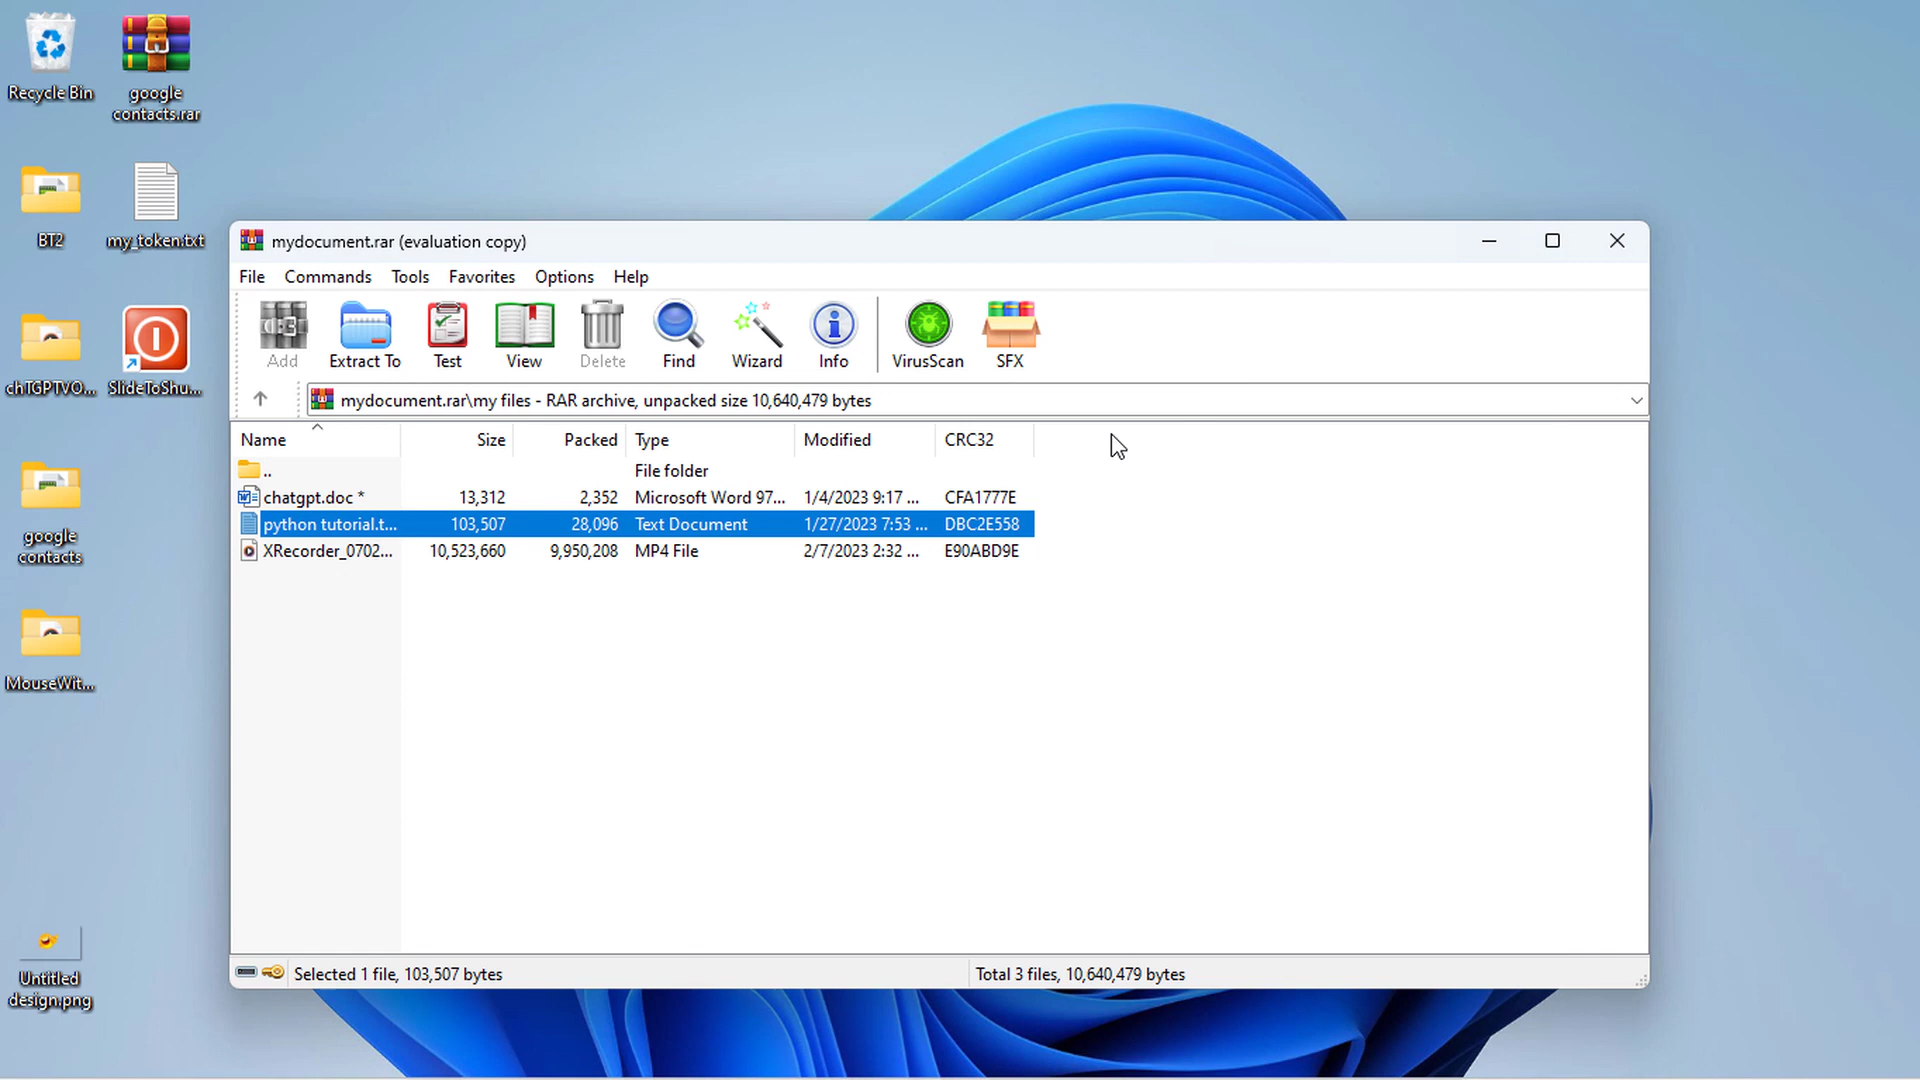 Recycle Bin
google
contacts.rar
BT2
my_token.txt
chTGPTVO...
SlideToShu...
google
contacts
MouseWit...
Untitled
design.png
mydocument.rar (evaluation copy)
File Commands Tools Favorites Options Help
Add Extract To Test View Delete Find Wizard Info VirusScan SFX
mydocument.rar\my files - RAR archive, unpacked size 10,640,479 bytes
Name Size Packed Type Modified CRC32
.. File folder
chatgpt.doc * 13,312 2,352 Microsoft Word 97... 1/4/2023 9:17 ... CFA1777E
python tutorial.t... 103,507 28,096 Text Document 1/27/2023 7:53 ... DBC2E558
XRecorder_0702... 10,523,660 9,950,208 MP4 File 2/7/2023 2:32 ... E90ABD9E
Selected 1 file, 103,507 bytes
Total 3 files, 10,640,479 bytes